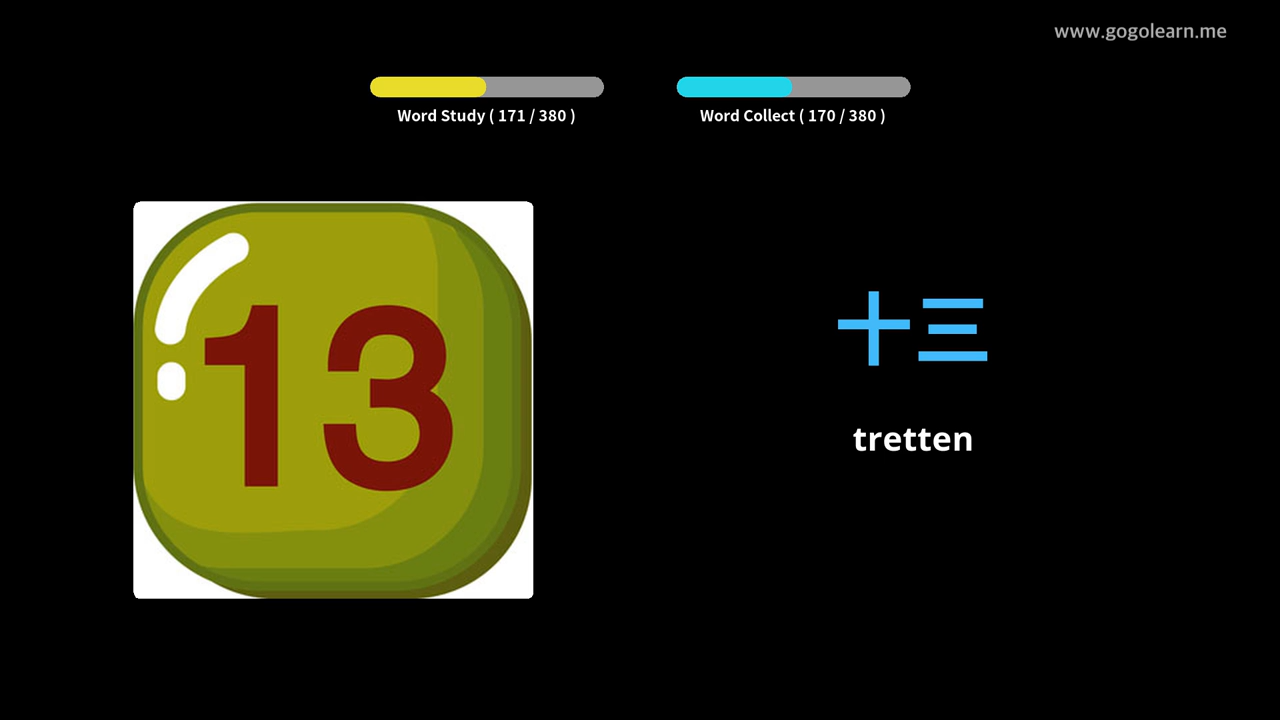 www.gogolearn.me
Word Study ( 171 / 380 )
Word Collect ( 170 / 380 )
13
十三
tretten